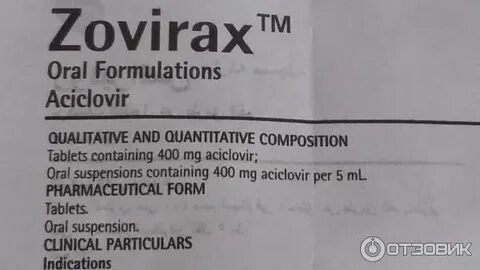 Zovirax™
Oral Formulations
Aciclovir
QUALITATIVE AND QUANTITATIVE COMPOSITION
Tablets containing 400 mg aciclovir;
Oral suspensions containing 400 mg aciclovir per 5 mL.
PHARMACEUTICAL FORM
Tablets.
Oral suspension.
CLINICAL PARTICULARS
Indications
ОТЗОВИК